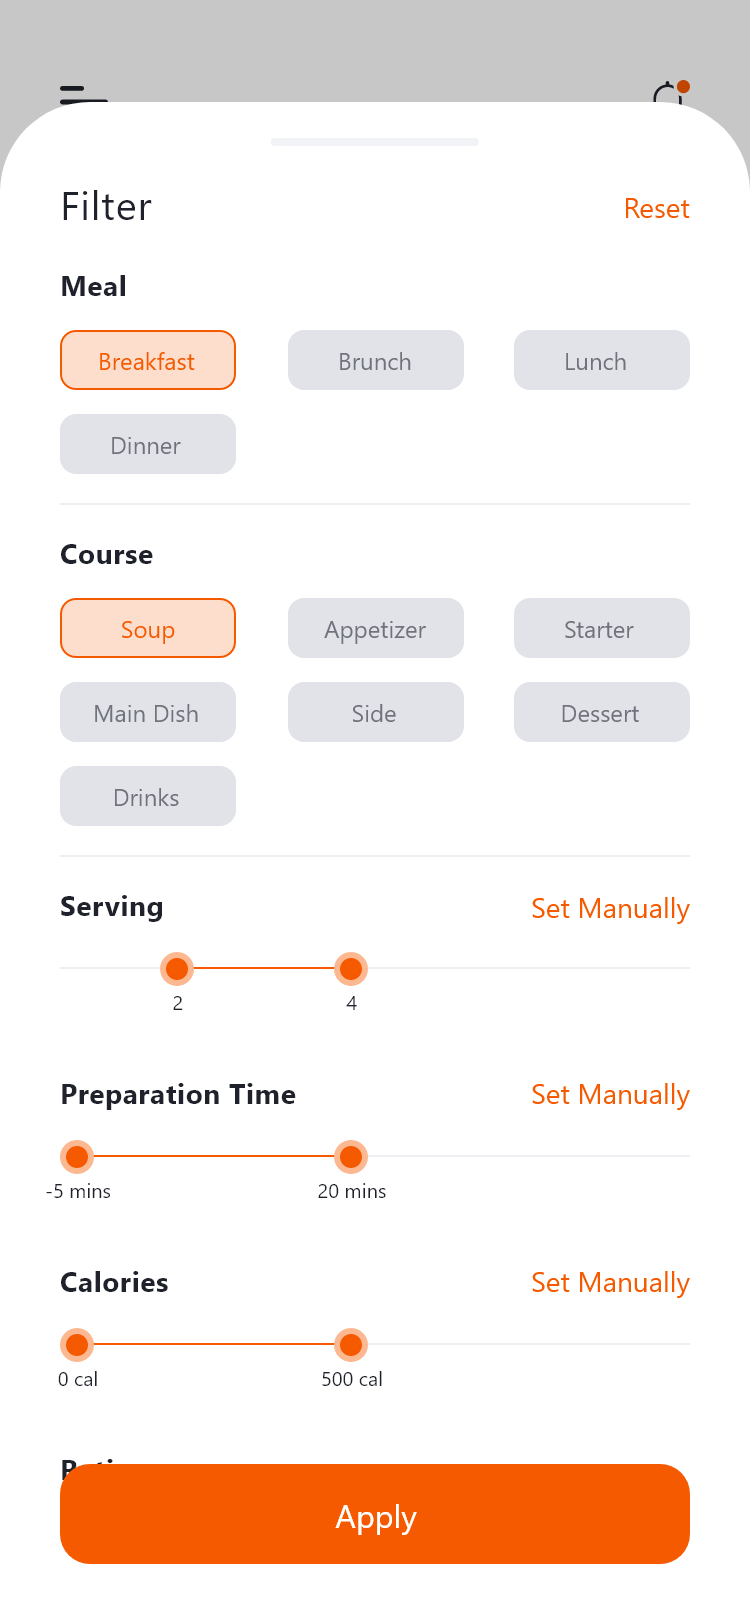 Filter
Reset
Meal
Breakfast
Brunch
Lunch
Dinner
Course
Soup
Appetizer
Starter
Main Dish
Side
Dessert
Drinks
Serving
Set Manually
2
4
Preparation Time
Set Manually
-5 mins
20 mins
Calories
Set Manually
0 cal
500 cal
Apply